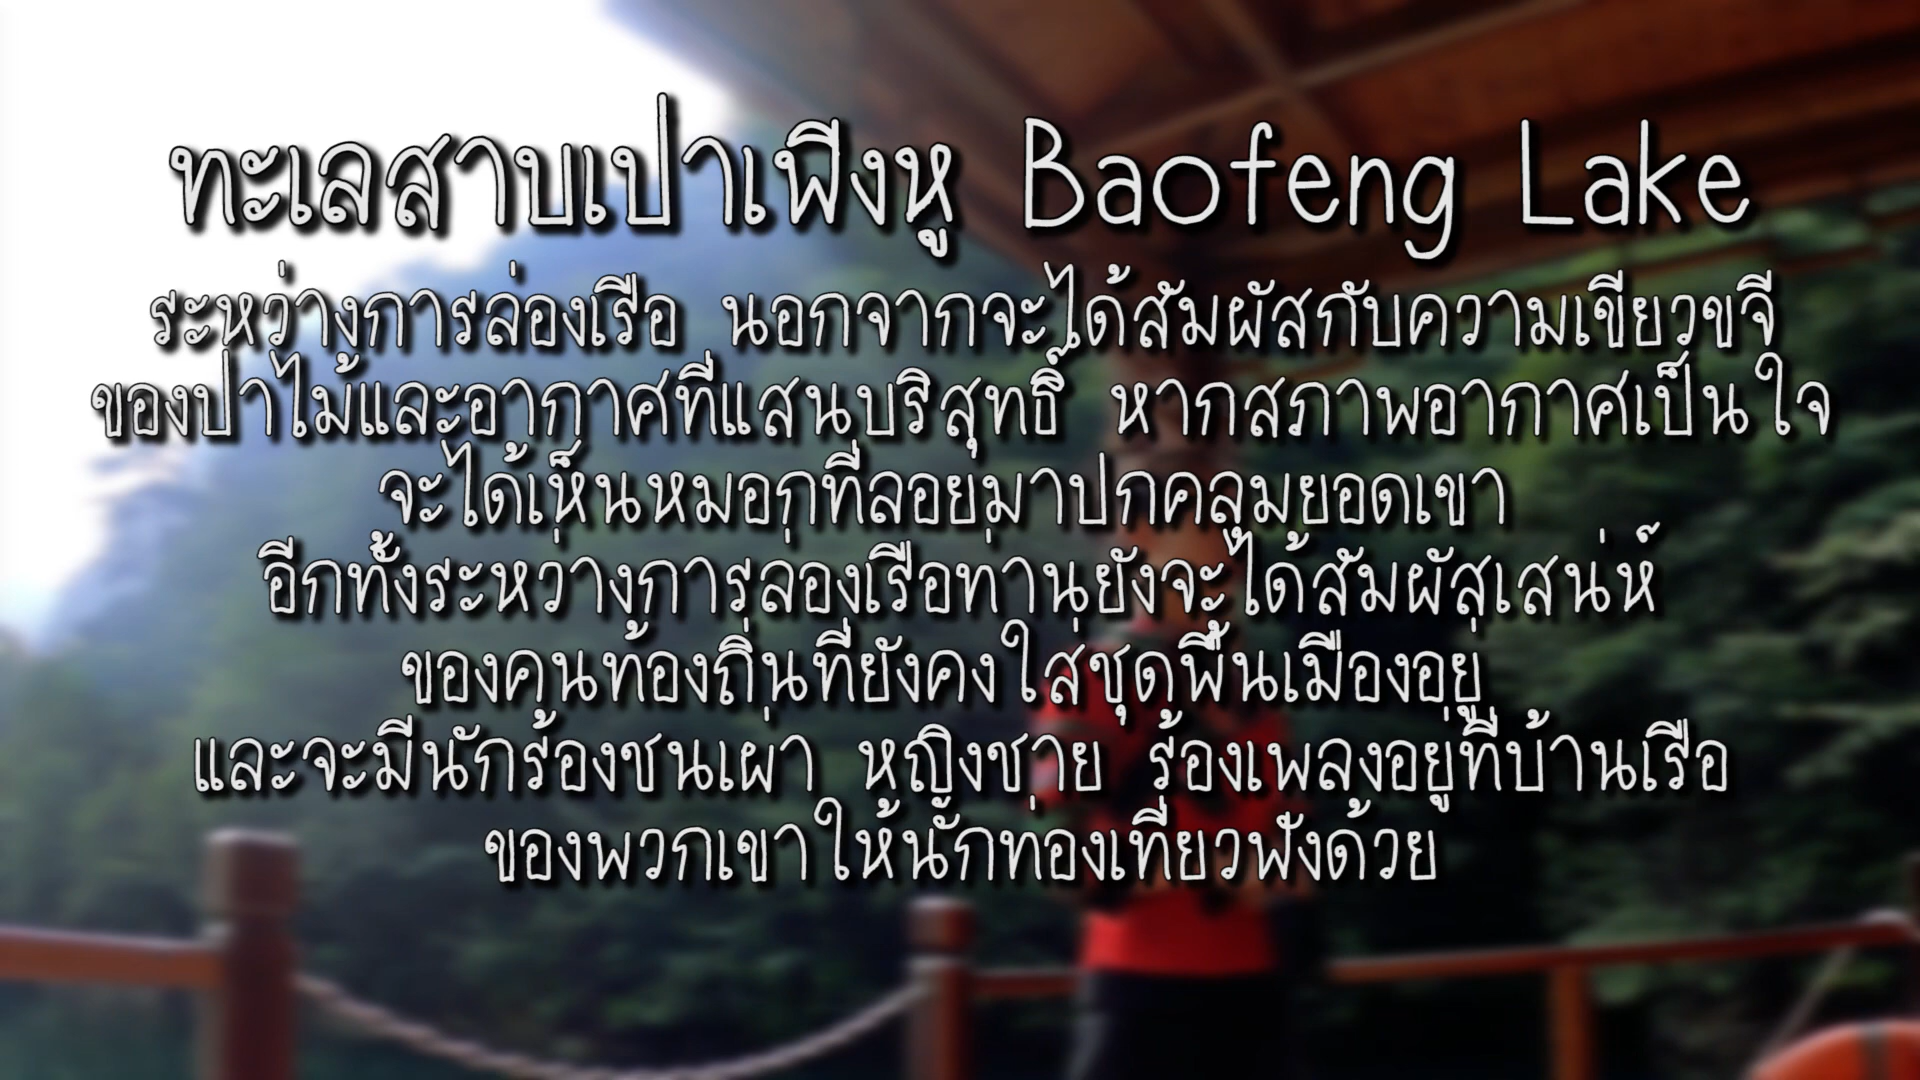 ทะเลสาบเปาเฟิงหู Baofeng Lake
ระหว่างการล่องเรือ นอกจากจะได้สัมผัสกับความเขียวขจี
ของป่าไม้และอากาศที่แสนบริสุทธิ์ หากสภาพอากาศเป็นใจ
จะได้เห็นหมอกที่ลอยมาปกคลุมยอดเขา
อีกทั้งระหว่างการล่องเรือท่านยังจะได้สัมผัสเสน่ห์
ของคนท้องถิ่นที่ยังคงใส่ชุดพื้นเมืองอยู่
และจะมีนักร้องชนเผ่า หญิงชาย ร้องเพลงอยู่ที่บ้านเรือ
ของพวกเขาให้นักท่องเที่ยวฟังด้วย